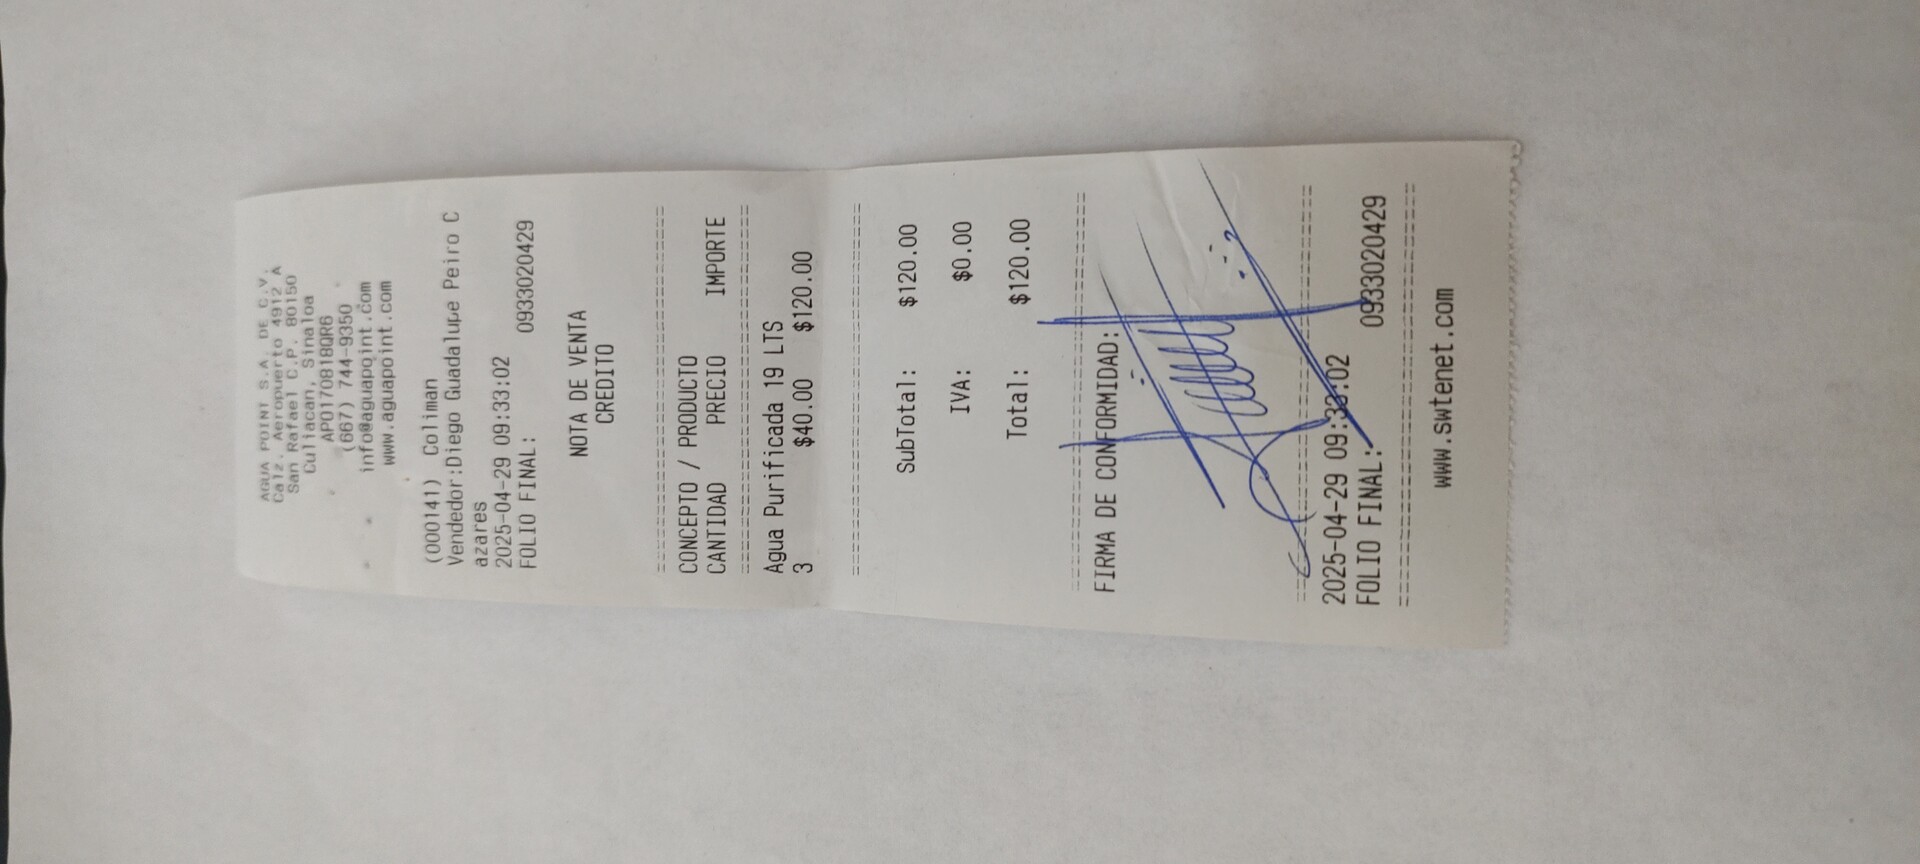 AGUA POINT S.A. DE C.V.
Calz. Aeropuerto 4912 A
San Rafael C.P. 80150
Culiacan, Sinaloa
APO170818QR6
(667) 744-9350
info@aguapoint.com
www.aguapoint.com
(000141) Coliman
Vendedor:Diego Guadalupe Peiro C
azares
2025-04-29 09:33:02
FOLIO FINAL: 0933020429
NOTA DE VENTA
CREDITO
================================
CONCEPTO / PRODUCTO
CANTIDAD PRECIO IMPORTE
================================
Agua Purificada 19 LTS
3 $40.00 $120.00
================================
SubTotal: $120.00
IVA: $0.00
Total: $120.00
================================
FIRMA DE CONFORMIDAD:
================================
2025-04-29 09:33:02
FOLIO FINAL: 0933020429
================================
www.swtenet.com